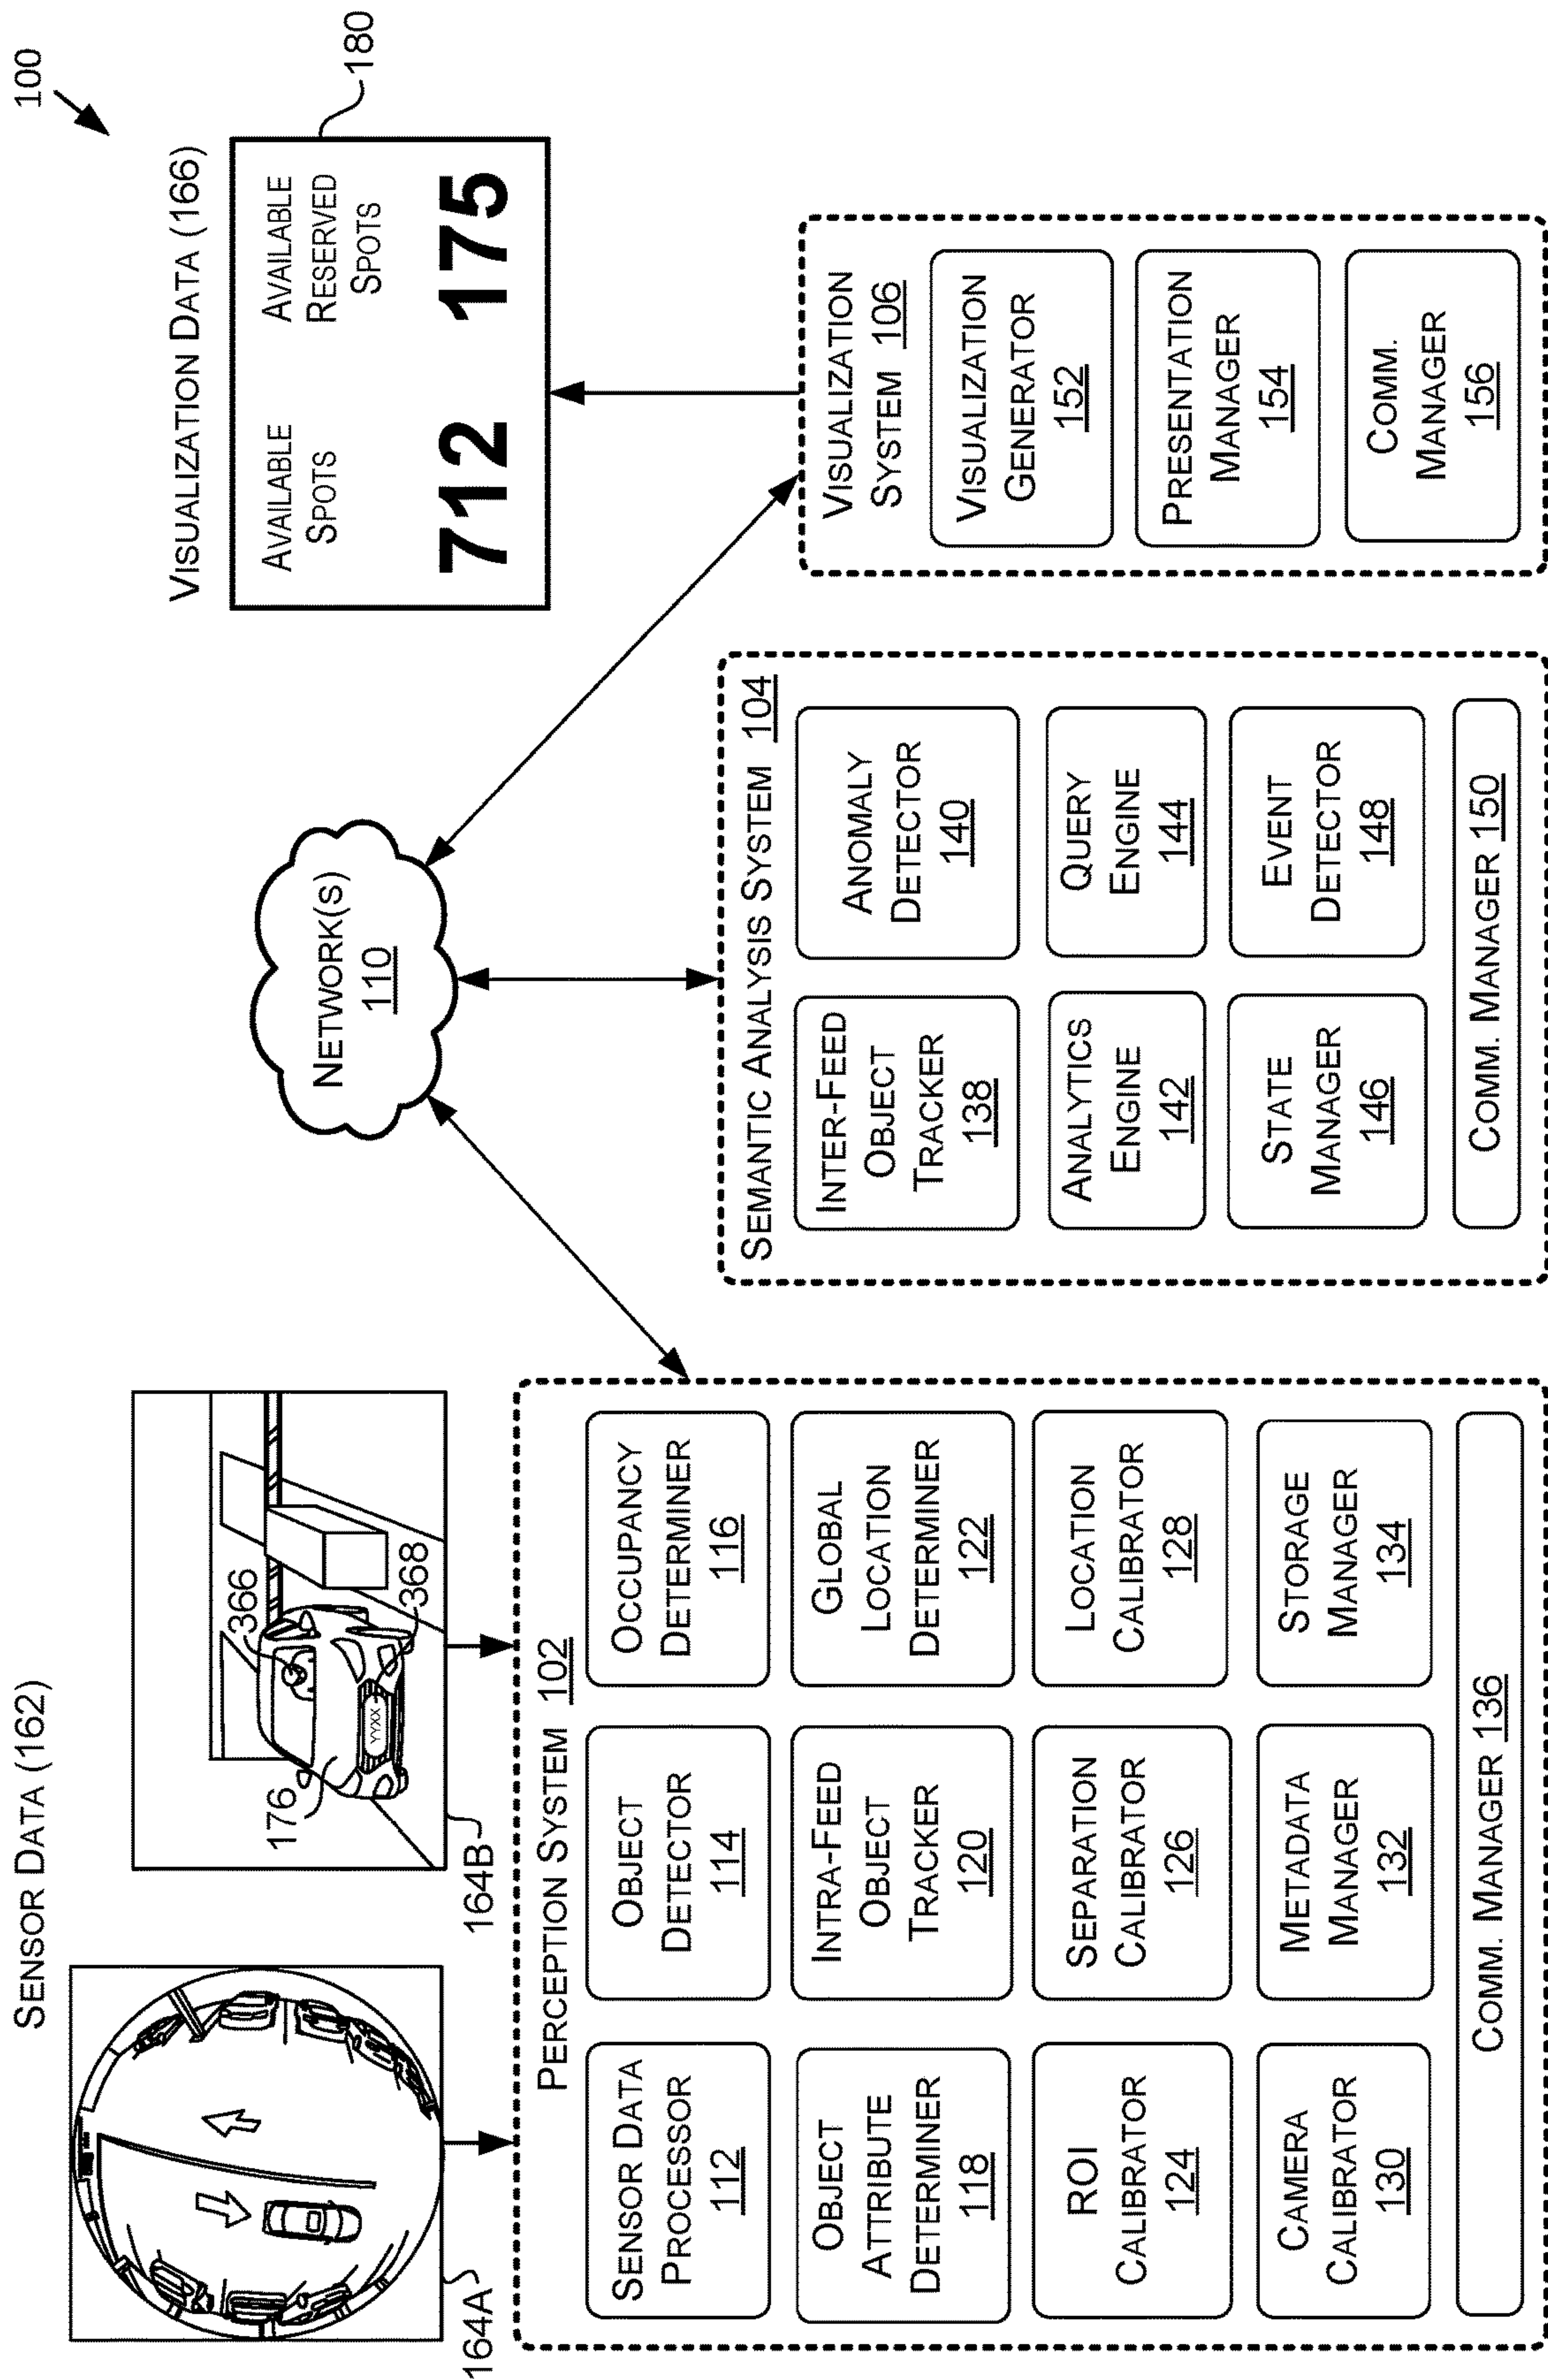 100
SENSOR DATA (162)
VISUALIZATION DATA (166)
164A
176
366
368
YYXX
164B
NETWORK(S)
110
AVAILABLE
SPOTS
712
AVAILABLE
RESERVED
SPOTS
175
180
PERCEPTION SYSTEM 102
SENSOR DATA
PROCESSOR
112
OBJECT
DETECTOR
114
OCCUPANCY
DETERMINER
116
OBJECT
ATTRIBUTE
DETERMINER
118
INTRA-FEED
OBJECT
TRACKER
120
GLOBAL
LOCATION
DETERMINER
122
ROI
CALIBRATOR
124
SEPARATION
CALIBRATOR
126
LOCATION
CALIBRATOR
128
CAMERA
CALIBRATOR
130
METADATA
MANAGER
132
STORAGE
MANAGER
134
COMM. MANAGER 136
SEMANTIC ANALYSIS SYSTEM 104
INTER-FEED
OBJECT
TRACKER
138
ANOMALY
DETECTOR
140
ANALYTICS
ENGINE
142
QUERY
ENGINE
144
STATE
MANAGER
146
EVENT
DETECTOR
148
COMM. MANAGER 150
VISUALIZATION
SYSTEM 106
VISUALIZATION
GENERATOR
152
PRESENTATION
MANAGER
154
COMM.
MANAGER
156